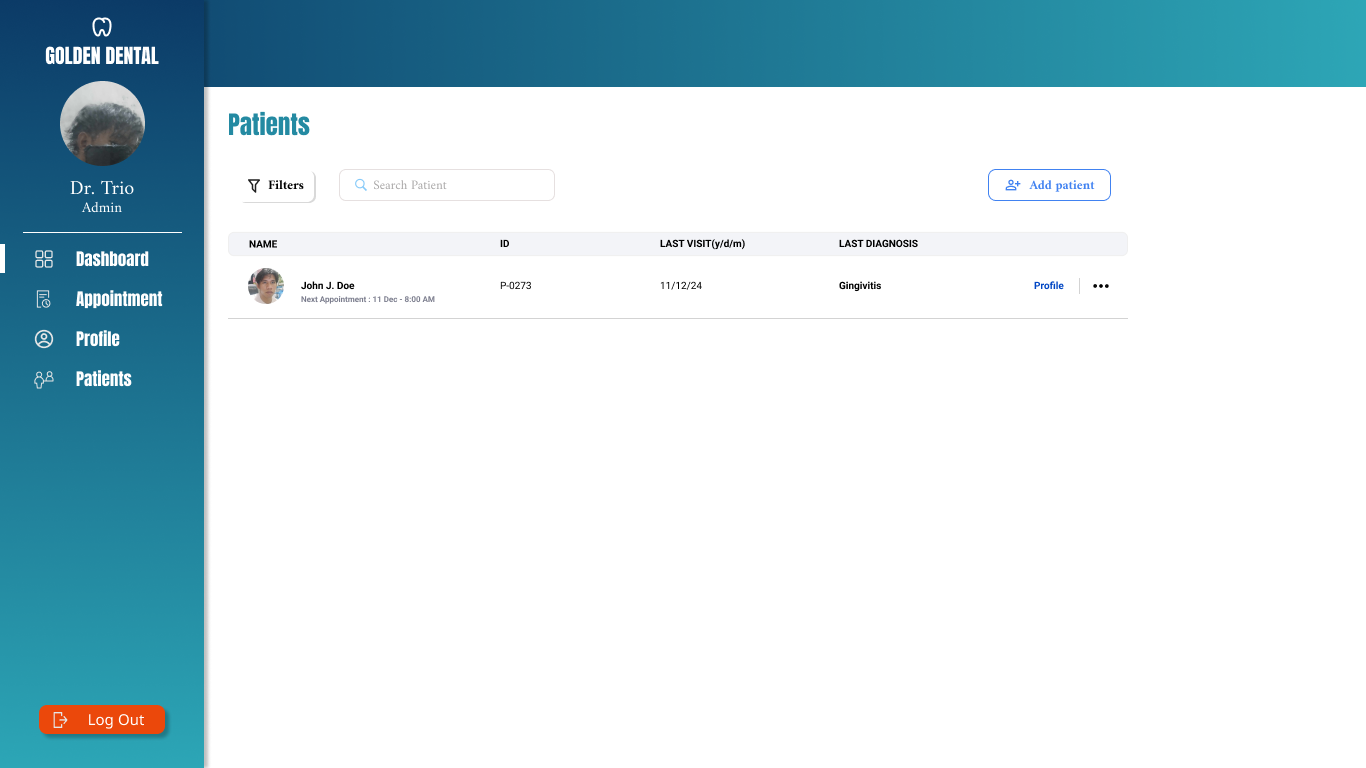 GOLDEN DENTAL
Dr. Trio
Admin
Dashboard
Appointment
Profile
Patients
Log Out
Patients
Filters
Search Patient
Add patient
NAME ID LAST VISIT(y/d/m) LAST DIAGNOSIS
John J. Doe P-0273 11/12/24 Gingivitis Profile
Next Appointment : 11 Dec - 8:00 AM